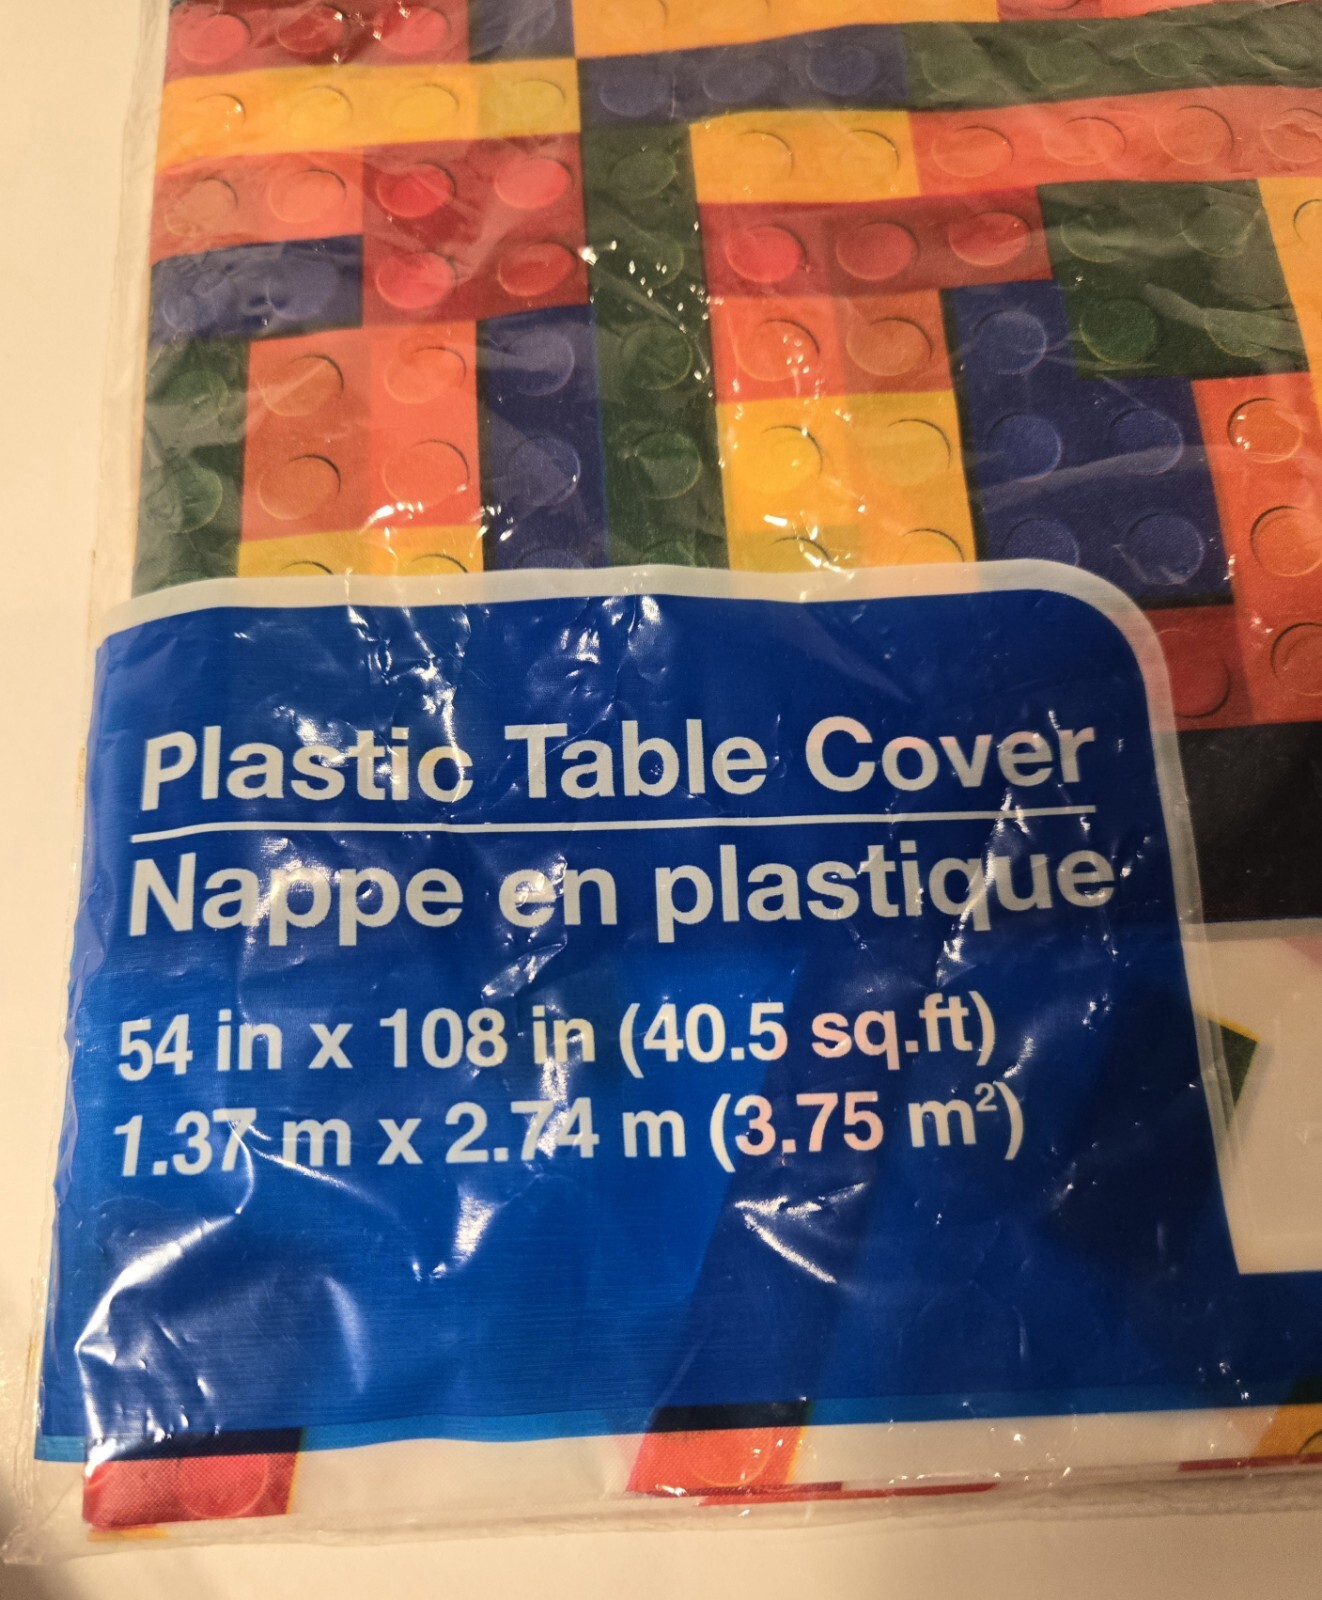 Plastic Table Cover
Nappe en plastique
54 in x 108 in (40.5 sq.ft)
1.37 m x 2.74 m (3.75 m²)